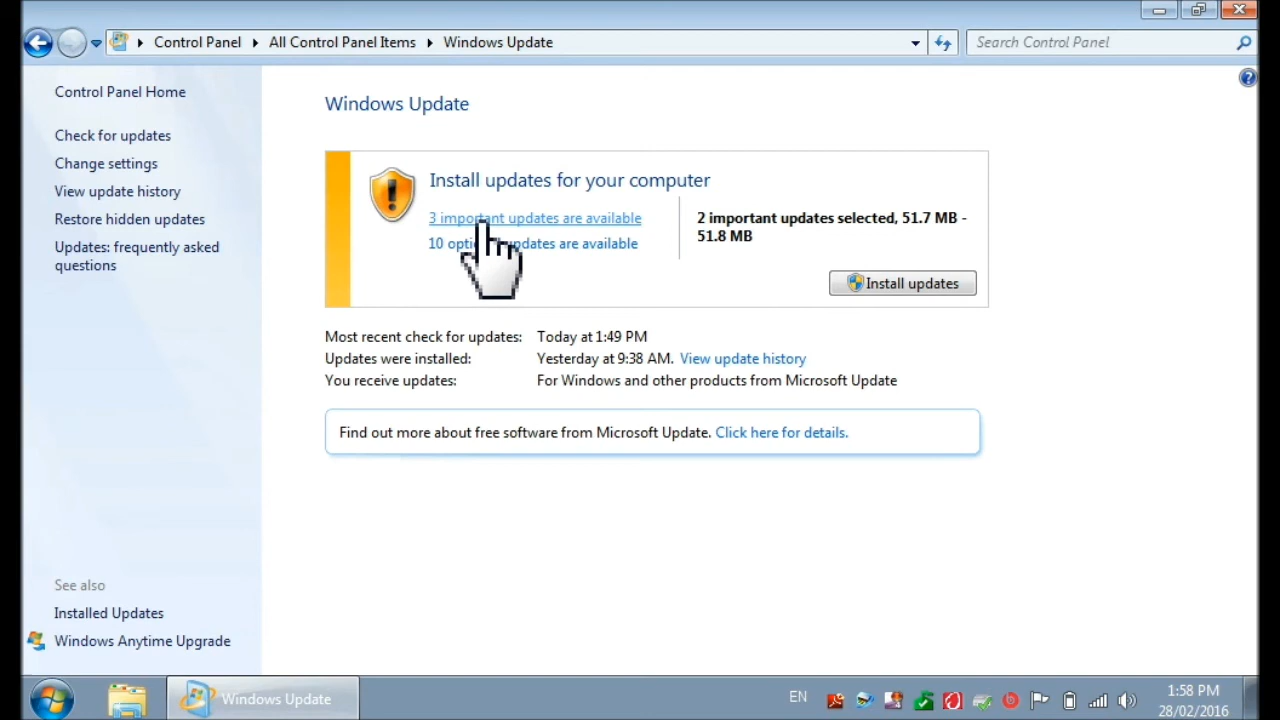 Control Panel
All Control Panel Items
Windows Update
Search Control Panel
Control Panel Home
Check for updates
Change settings
View update history
Restore hidden updates
Updates: frequently asked
questions
See also
Installed Updates
Windows Anytime Upgrade
Windows Update
Install updates for your computer
3 important updates are available
10 updates are available
2 important updates selected, 51.7 MB -
51.8 MB
Install updates
Most recent check for updates: Today at 1:49 PM
Updates were installed: Yesterday at 9:38 AM. View update history
You receive updates: For Windows and other products from Microsoft Update
Find out more about free software from Microsoft Update. Click here for details.
Windows Update
EN
1:58 PM
28/02/2016